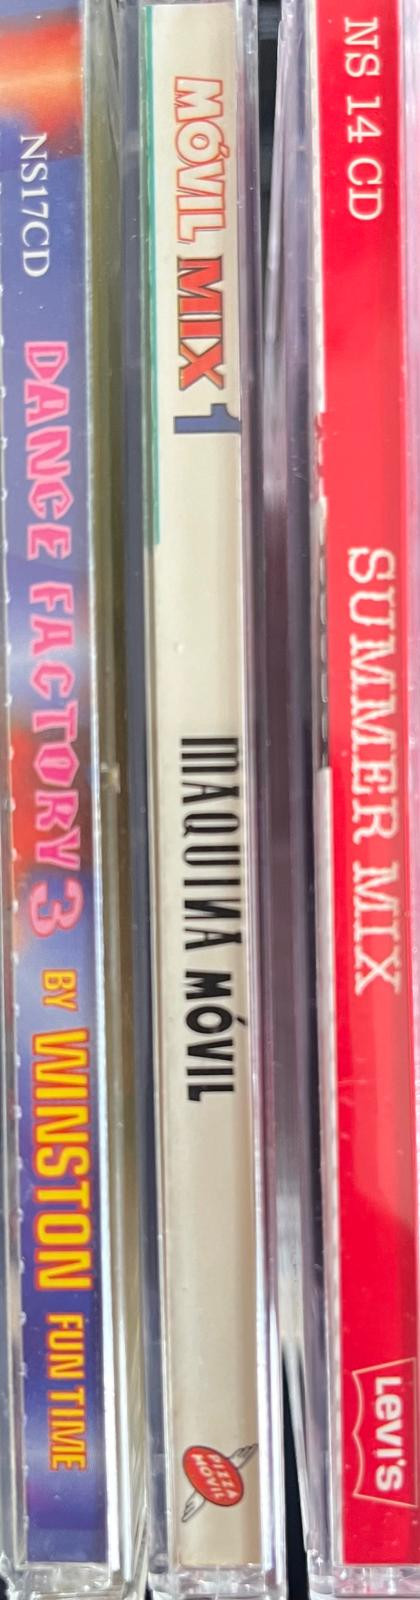 NS17CD DANCE FACTORY 3 BY WINSTON FUN TIME
MÓVIL MIX 1 MAQUINA MÓVIL PIZZA MOVIL
NS 14 CD SUMMER MIX LEVI'S